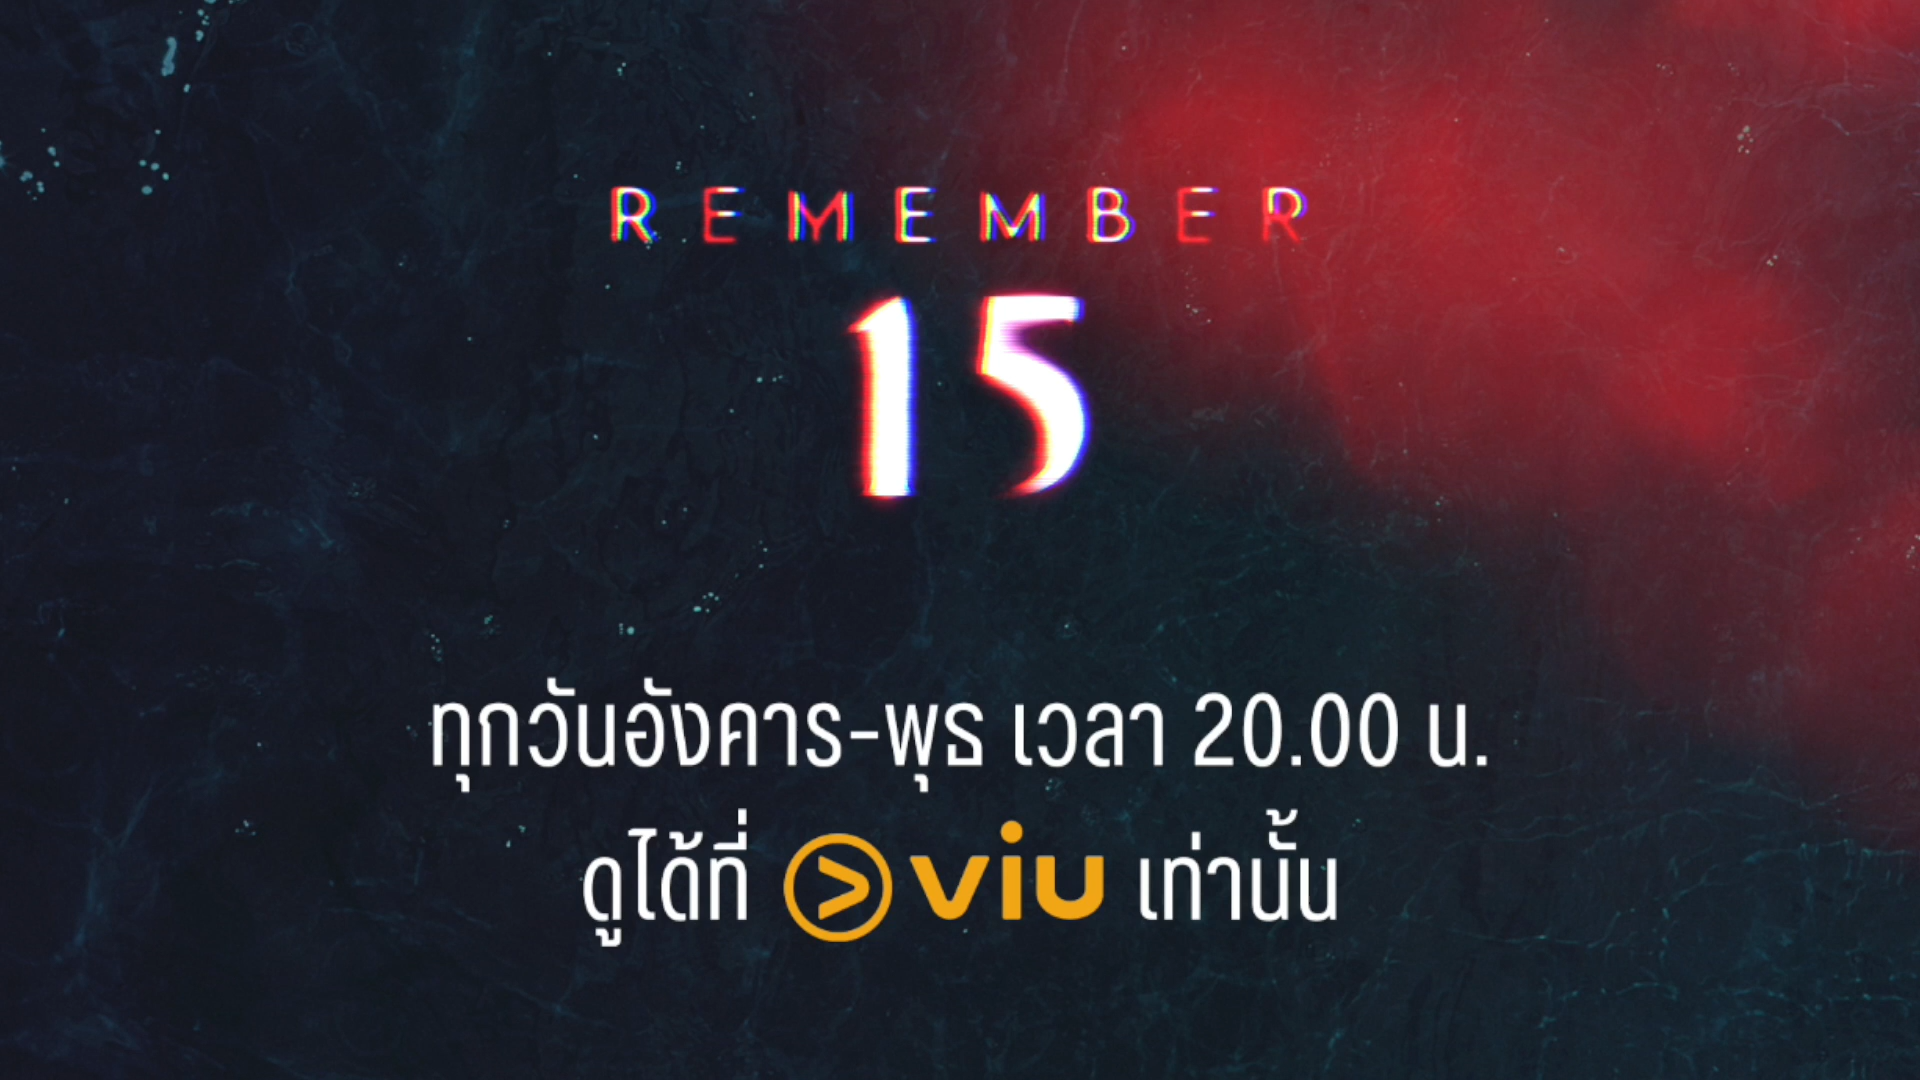 REMEMBER
15
ทุกวันอังคาร-พุธ เวลา 20.00 น.
ดูได้ที่ viu เท่านั้น